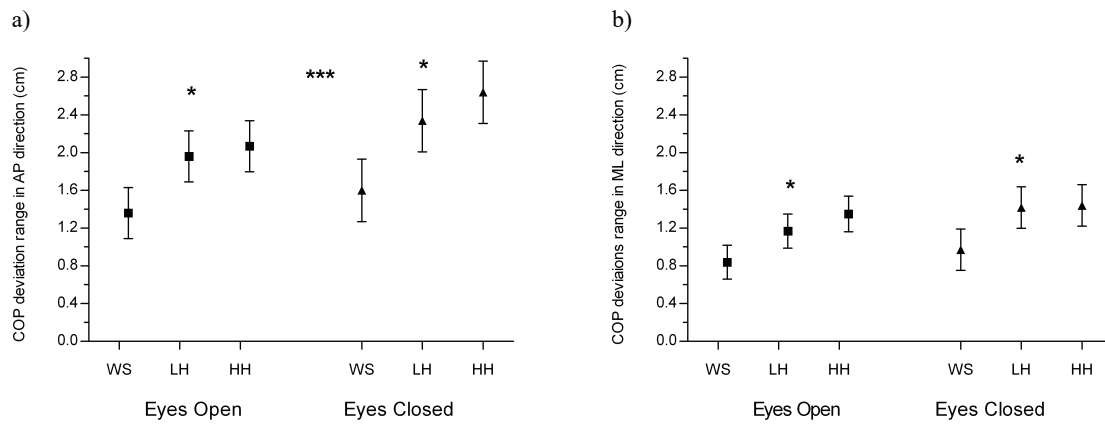 a)
COP deviation range in AP direction (cm)
2.8
2.4
2.0
1.6
1.2
0.8
0.4
0.0
*
***
*
WS LH HH WS LH HH
Eyes Open Eyes Closed
b)
COP deviaions range in ML direction (cm)
2.8
2.4
2.0
1.6
1.2
0.8
0.4
0.0
*
*
WS LH HH WS LH HH
Eyes Open Eyes Closed